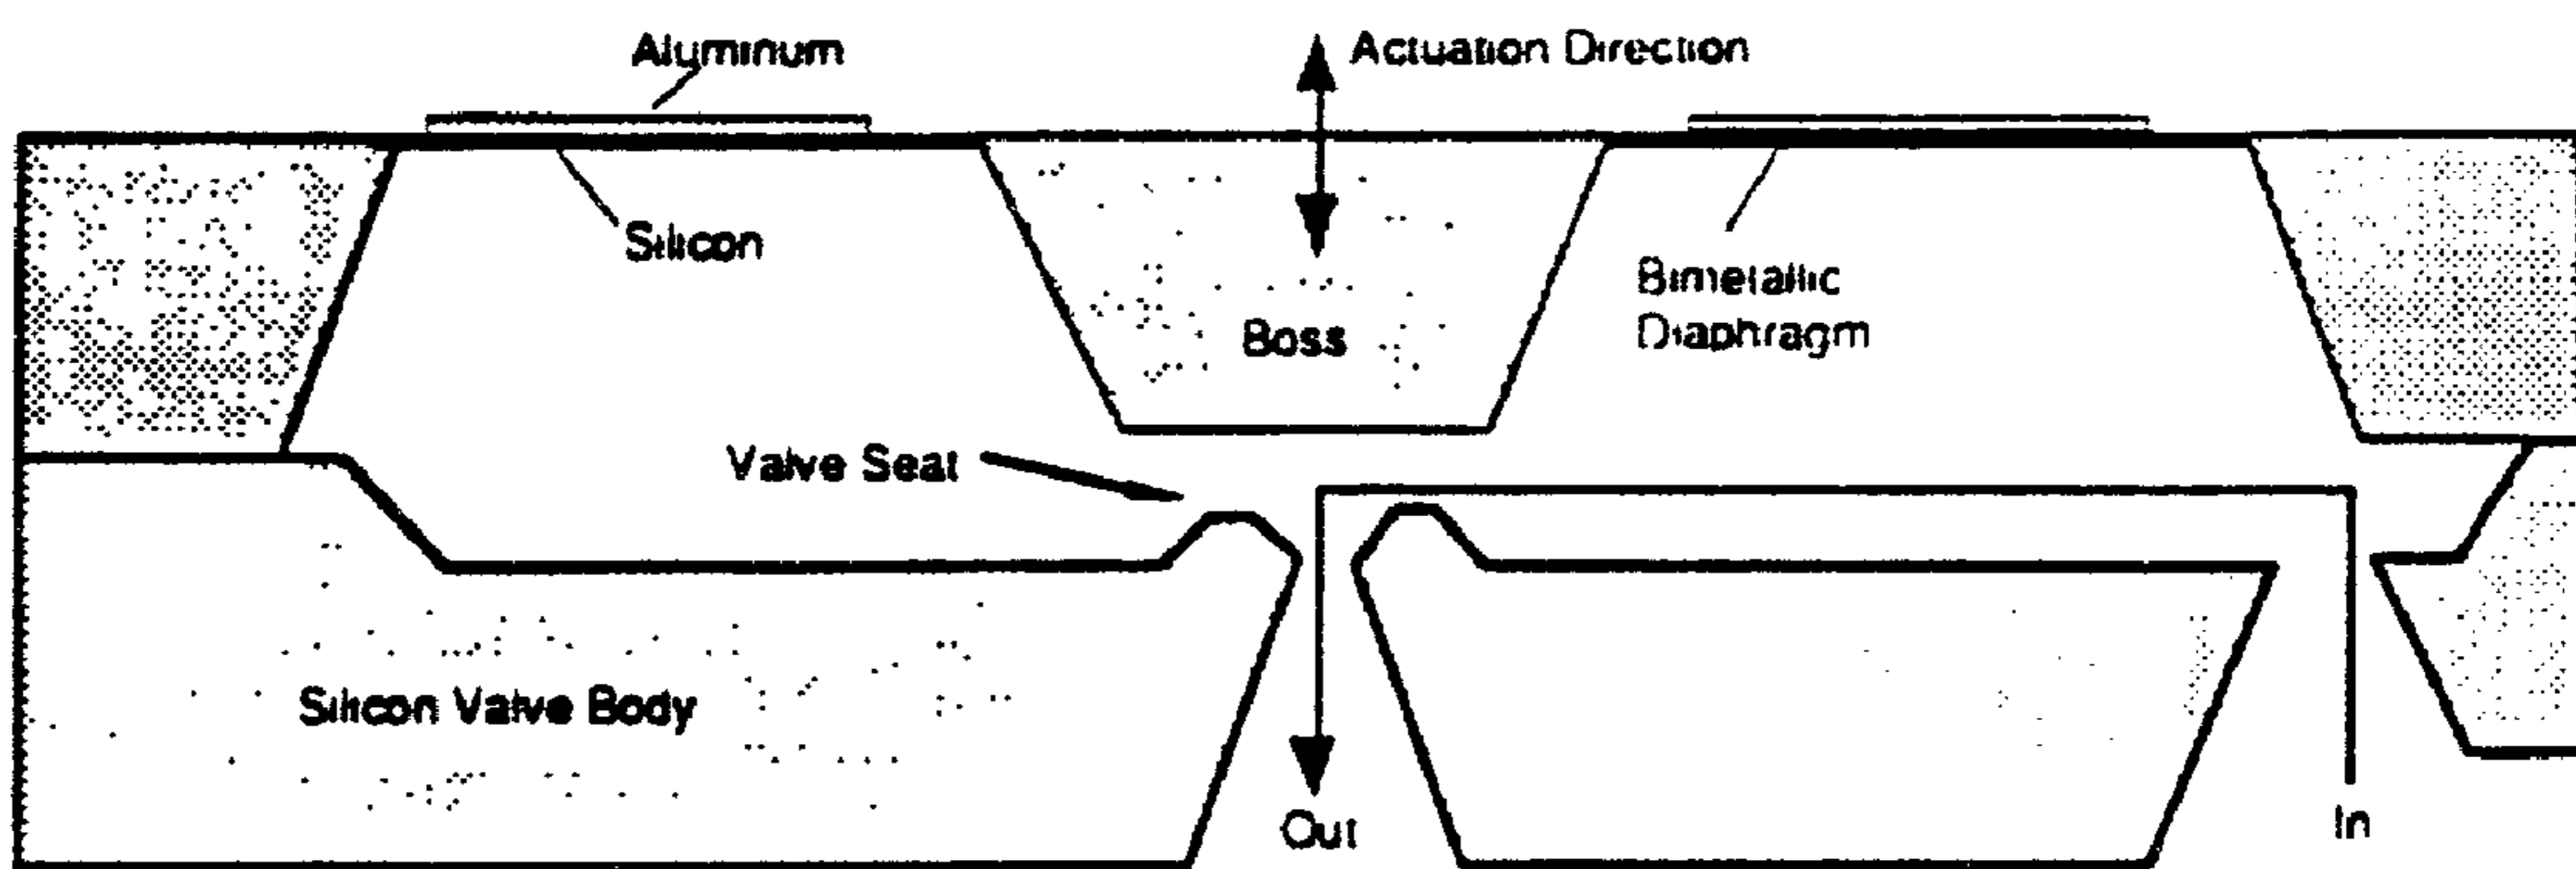 Aluminum
Actuation Direction
Silicon
Bimetallic
Diaphragm
Boss
Valve Seat
Silicon Valve Body
Out
In